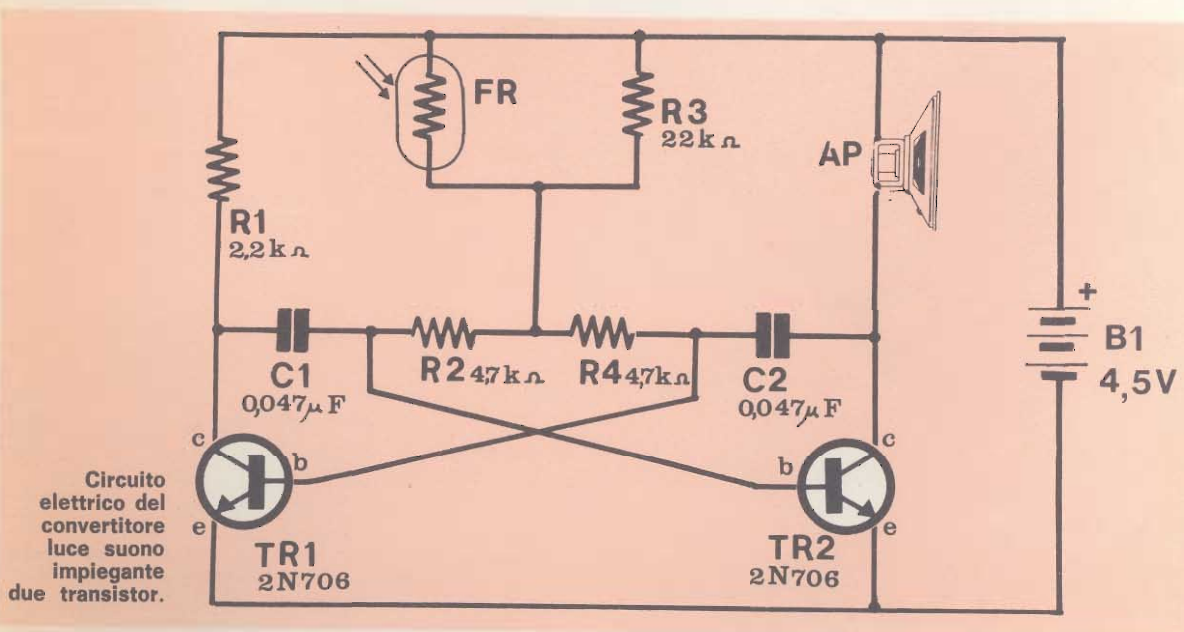 FR
R3
22kΩ
AP
R1
2,2kΩ
+
B1
4,5V
C1
0,047μF
R2 4,7kΩ
R4 4,7kΩ
C2
0,047μF
c
b
e
TR1
2N706
c
b
e
TR2
2N706
Circuito
elettrico del
convertitore
luce suono
impiegante
due transistor.